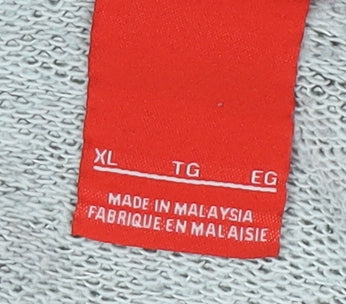 XL TG EG
MADE IN MALAYSIA
FABRIQUE EN MALAISIE